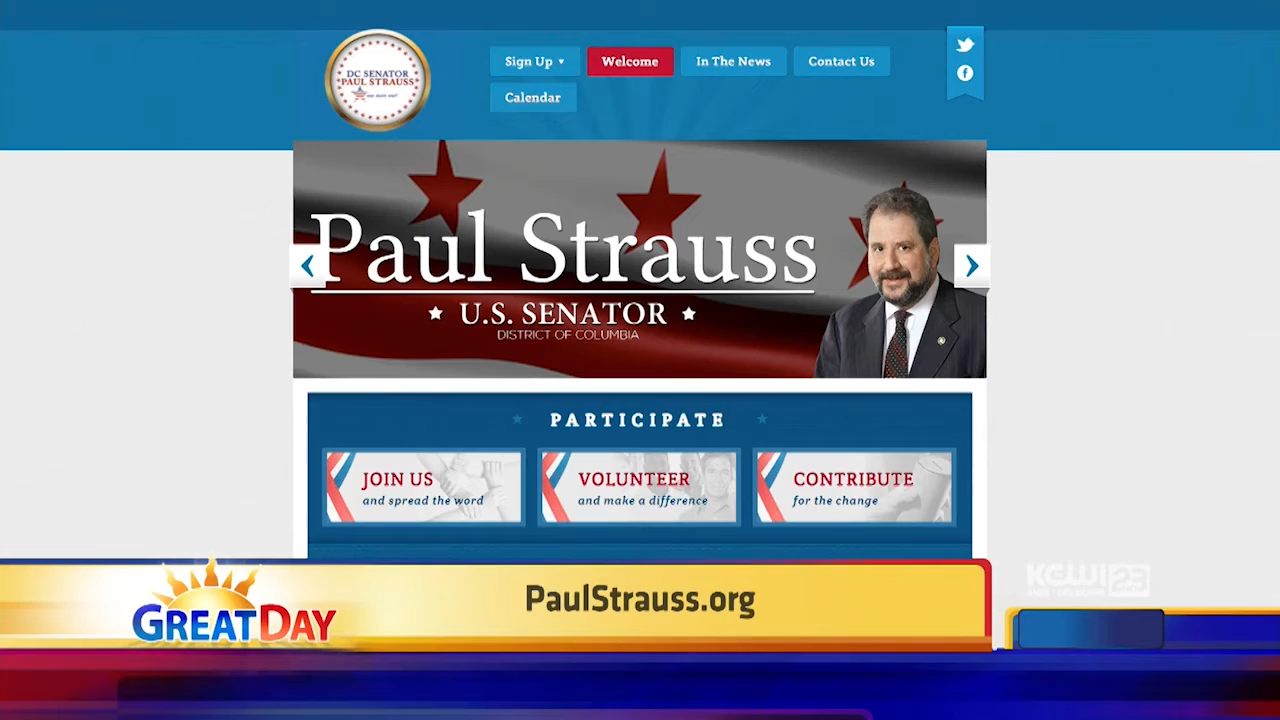 DC SENATOR
PAUL STRAUSS
Sign Up
Welcome
In The News
Contact Us
Calendar
Paul Strauss
U.S. SENATOR
DISTRICT OF COLUMBIA
PARTICIPATE
JOIN US
and spread the word
VOLUNTEER
and make a difference
CONTRIBUTE
for the change
GREAT DAY
PaulStrauss.org
KCWI 23